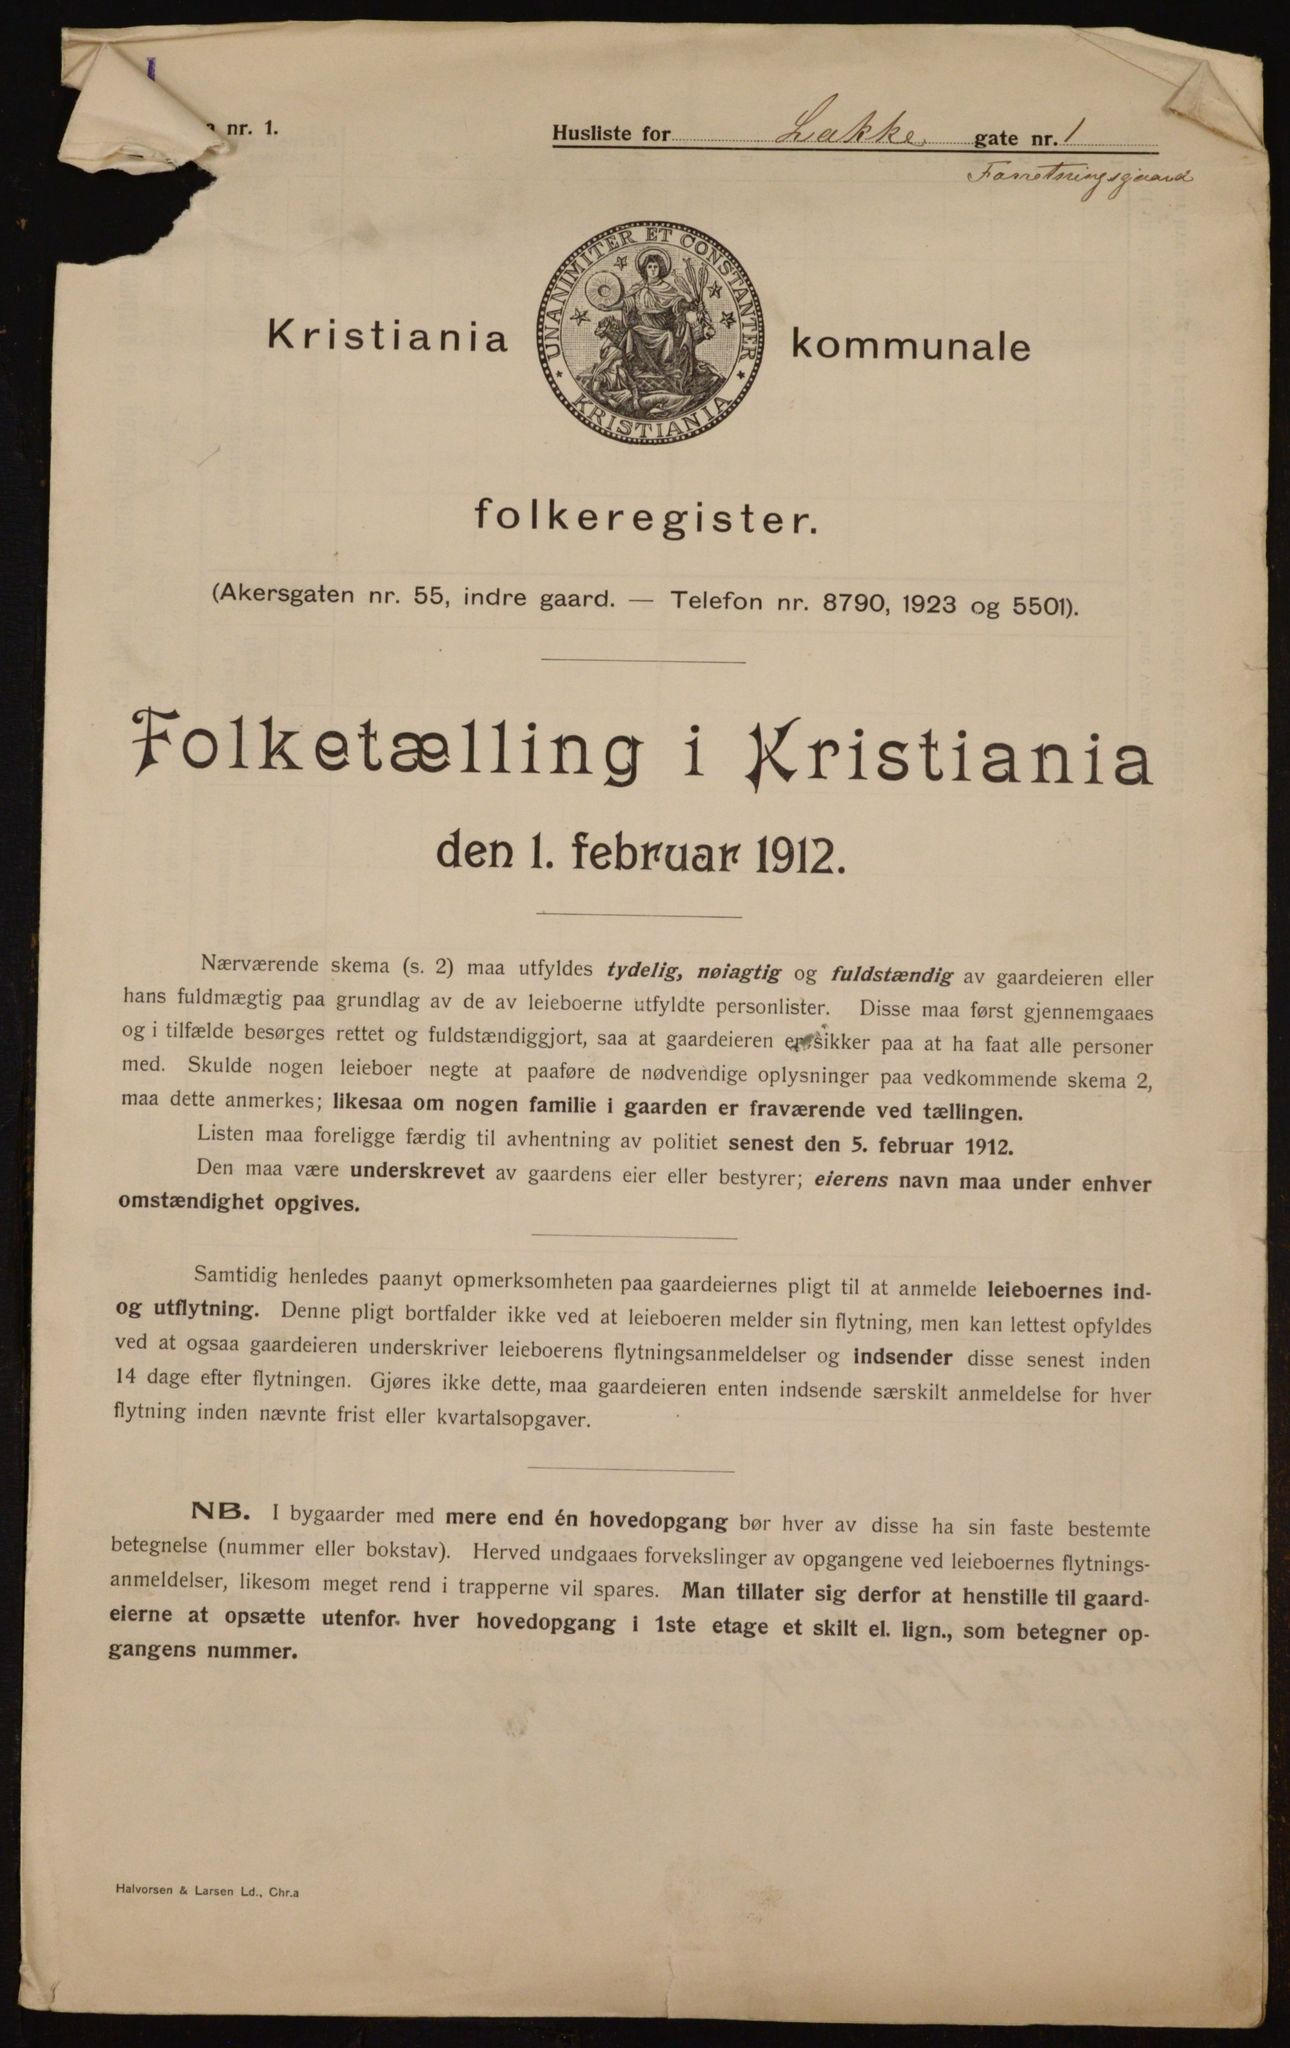 nr. 1.
Husliste for Lakke gate nr. 1
Forretningsgaard
UNANIMITER ET CONSTANTER
KRISTIANIA
Kristiania kommunale
folkeregister.
(Akersgaten nr. 55, indre gaard. — Telefon nr. 8790, 1923 og 5501).
Folketælling i Kristiania
den 1. februar 1912.
Nærværende skema (s. 2) maa utfyldes tydelig, nøiagtig og fuldstændig av gaardeieren eller
hans fuldmægtig paa grundlag av de av leieboerne utfyldte personlister. Disse maa først gjennemgaaes
og i tilfælde besørges rettet og fuldstændiggjort, saa at gaardeieren er sikker paa at ha faat alle personer
med. Skulde nogen leieboer negte at paaføre de nødvendige oplysninger paa vedkommende skema 2,
maa dette anmerkes; likesaa om nogen familie i gaarden er fraværende ved tællingen.
Listen maa foreligge færdig til avhentning av politiet senest den 5. februar 1912.
Den maa være underskrevet av gaardens eier eller bestyrer; eierens navn maa under enhver
omstændighet opgives.
Samtidig henledes paanyt opmerksomheten paa gaardeiernes pligt til at anmelde leieboernes ind-
og utflytning. Denne pligt bortfalder ikke ved at leieboeren melder sin flytning, men kan lettest opfyldes
ved at ogsaa gaardeieren underskriver leieboerens flytningsanmeldelser og indsender disse senest inden
14 dage efter flytningen. Gjøres ikke dette, maa gaardeieren enten indsende særskilt anmeldelse for hver
flytning inden nævnte frist eller kvartalsopgaver.
NB. I bygaarder med mere end én hovedopgang bør hver av disse ha sin faste bestemte
betegnelse (nummer eller bokstav). Herved undgaaes forvekslinger av opgangene ved leieboernes flytnings-
anmeldelser, likesom meget rend i trapperne vil spares. Man tillater sig derfor at henstille til gaard-
eierne at opsætte utenfor hver hovedopgang i 1ste etage et skilt el. lign., som betegner op-
gangens nummer.
Halvorsen & Larsen Ld., Chr.a